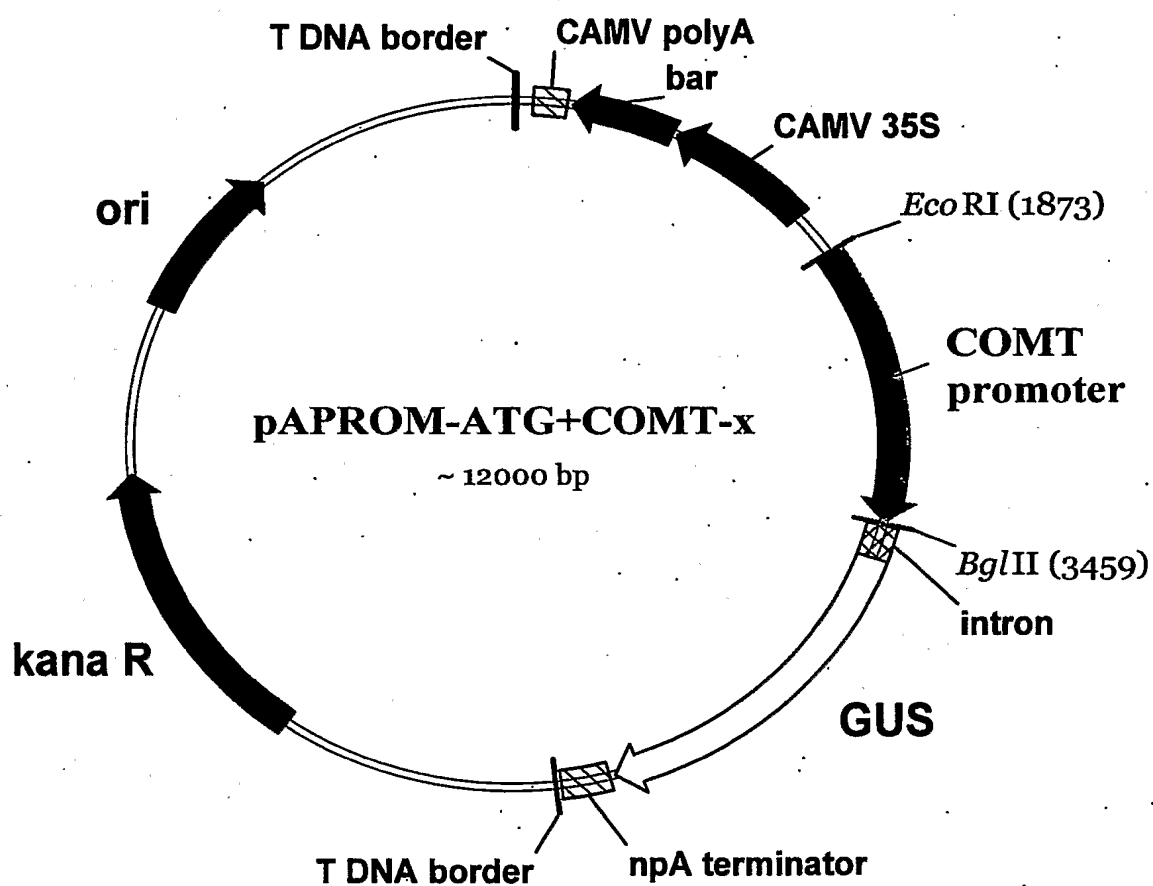 T DNA border
CAMV polyA
bar
CAMV 35S
EcoRI (1873)
ori
COMT
promoter
pAPROM-ATG+COMT-x
~ 12000 bp
BglII (3459)
intron
kana R
GUS
T DNA border
npA terminator